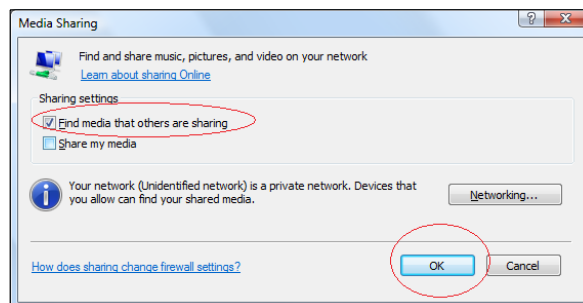 Media Sharing
Find and share music, pictures, and video on your network
Learn about sharing Online
Sharing settings
Find media that others are sharing
Share my media
Your network (Unidentified network) is a private network. Devices that
you allow can find your shared media.
Networking...
How does sharing change firewall settings?
OK
Cancel